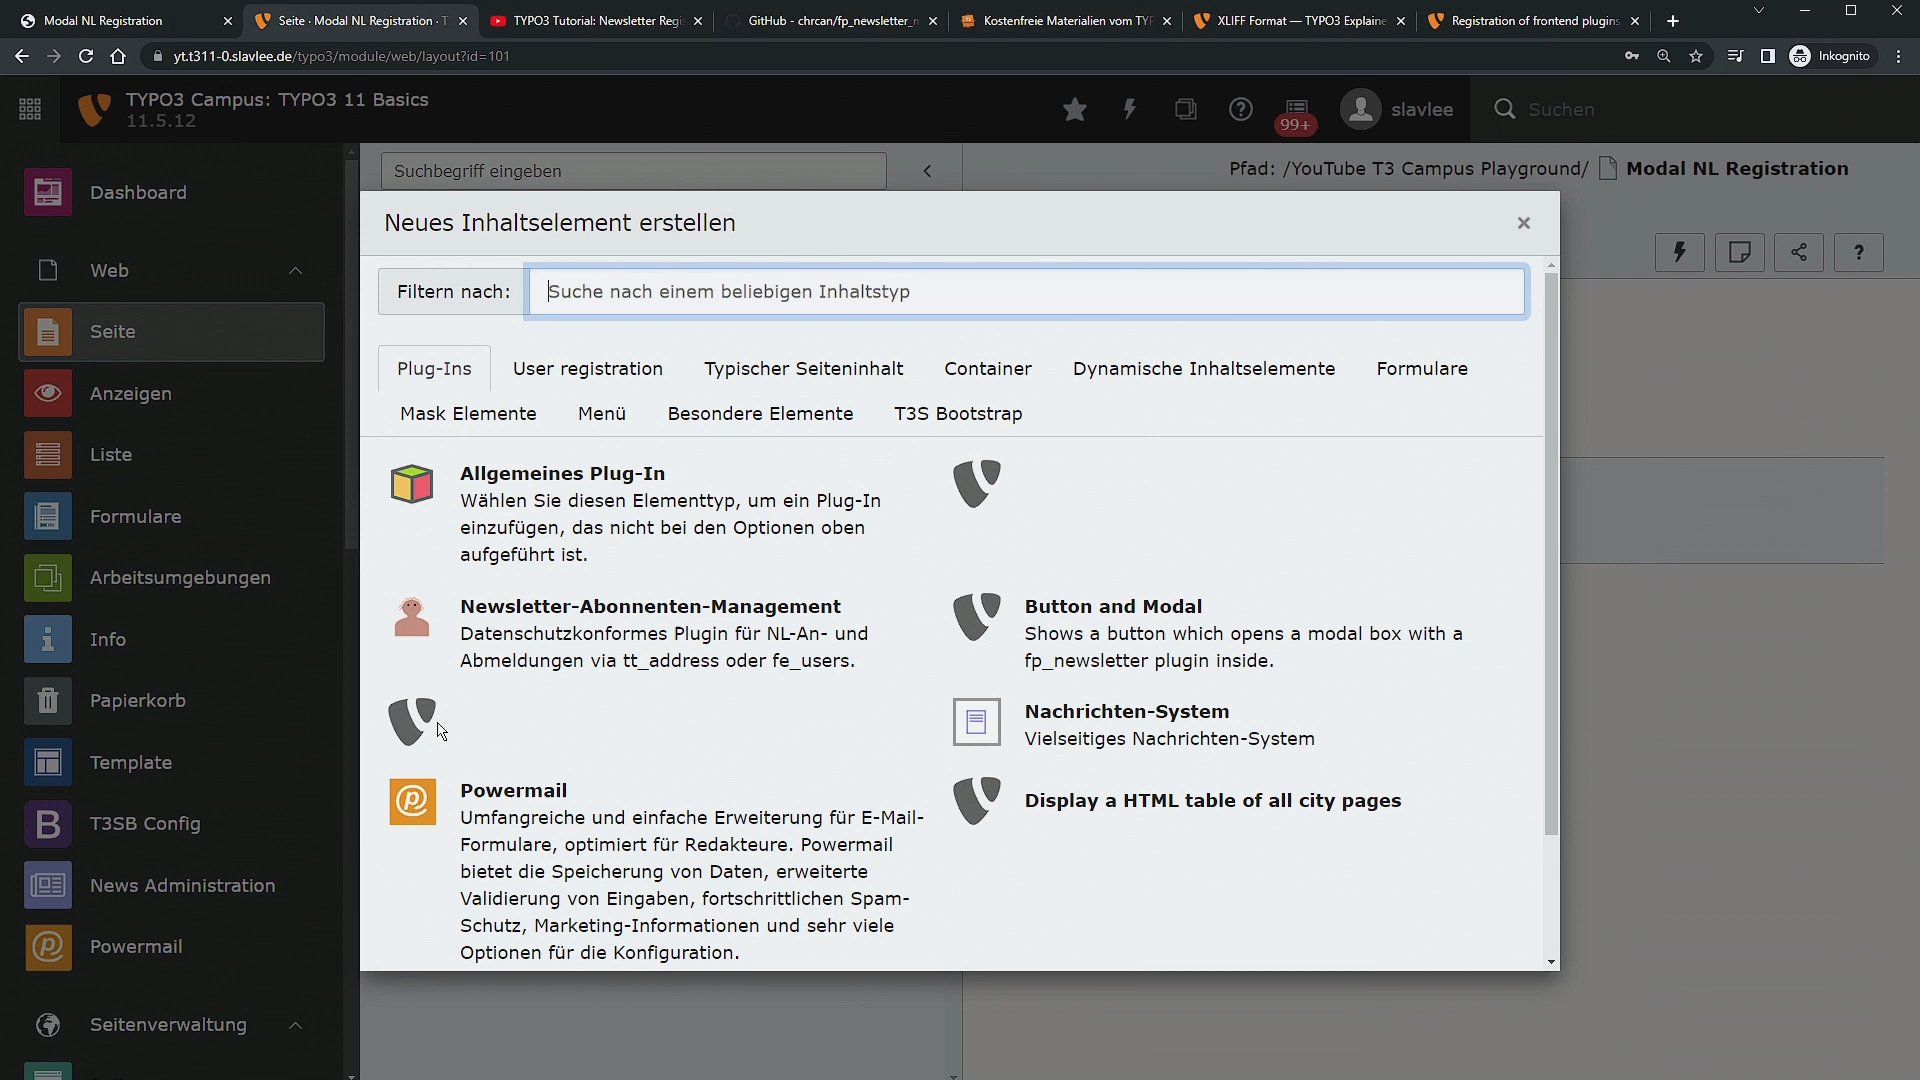 Modal NL Registration
Seite · Modal NL Registration · T
TYPO3 Tutorial: Newsletter Regi
GitHub - chrcan/fp_newsletter_m
Kostenfreie Materialien vom TYP
XLIFF Format — TYPO3 Explaine
Registration of frontend plugins
yt.t311-0.slavlee.de/typo3/module/web/layout?id=101
Inkognito
TYPO3 Campus: TYPO3 11 Basics
11.5.12
99+
slavlee
Suchen
Dashboard
Web
Seite
Anzeigen
Liste
Formulare
Arbeitsumgebungen
Info
Papierkorb
Template
B
T3SB Config
News Administration
Powermail
Seitenverwaltung
Suchbegriff eingeben
Pfad: /YouTube T3 Campus Playground/ Modal NL Registration
Neues Inhaltselement erstellen
Filtern nach:
Suche nach einem beliebigen Inhaltstyp
Plug-Ins
User registration
Typischer Seiteninhalt
Container
Dynamische Inhaltselemente
Formulare
Mask Elemente
Menü
Besondere Elemente
T3S Bootstrap
Allgemeines Plug-In
Wählen Sie diesen Elementtyp, um ein Plug-In
einzufügen, das nicht bei den Optionen oben
aufgeführt ist.
Newsletter-Abonnenten-Management
Datenschutzkonformes Plugin für NL-An- und
Abmeldungen via tt_address oder fe_users.
Button and Modal
Shows a button which opens a modal box with a
fp_newsletter plugin inside.
Nachrichten-System
Vielseitiges Nachrichten-System
Powermail
Umfangreiche und einfache Erweiterung für E-Mail-
Formulare, optimiert für Redakteure. Powermail
bietet die Speicherung von Daten, erweiterte
Validierung von Eingaben, fortschrittlichen Spam-
Schutz, Marketing-Informationen und sehr viele
Optionen für die Konfiguration.
Display a HTML table of all city pages